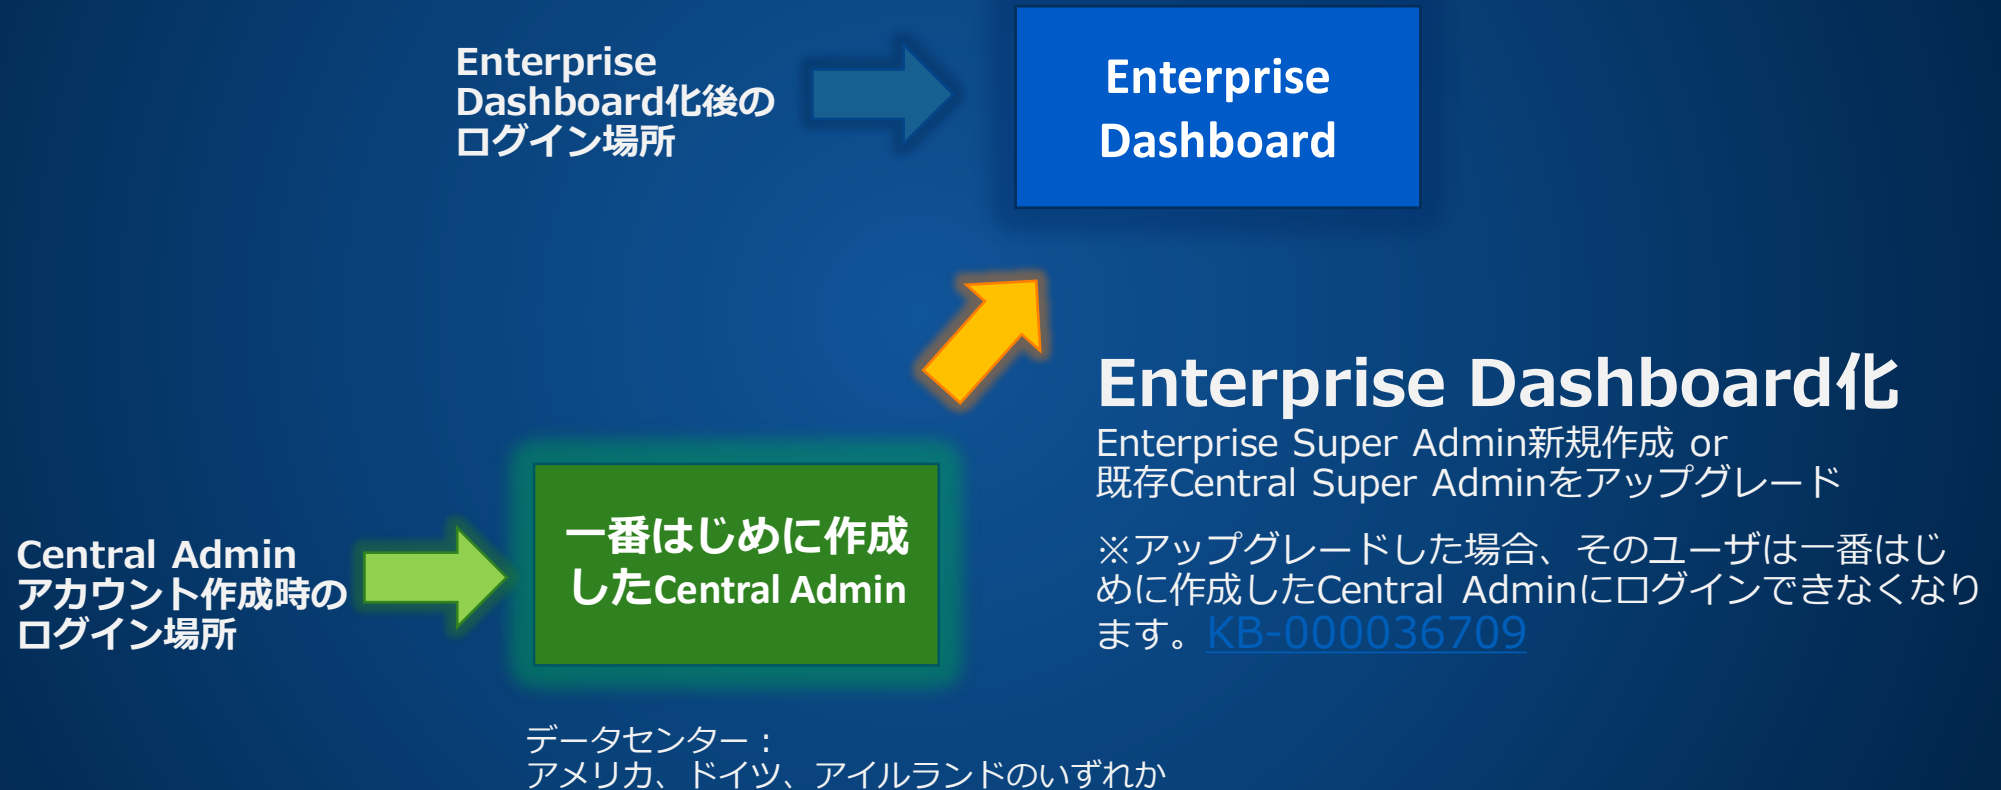 Enterprise
Dashboard化後の
ログイン場所
Enterprise
Dashboard
Enterprise Dashboard化
Enterprise Super Admin新規作成 or
既存Central Super Adminをアップグレード
※アップグレードした場合、そのユーザは一番はじ
めに作成したCentral Adminにログインできなくなり
ます。KB-000036709
Central Admin
アカウント作成時の
ログイン場所
一番はじめに作成
したCentral Admin
データセンター：
アメリカ、ドイツ、アイルランドのいずれか